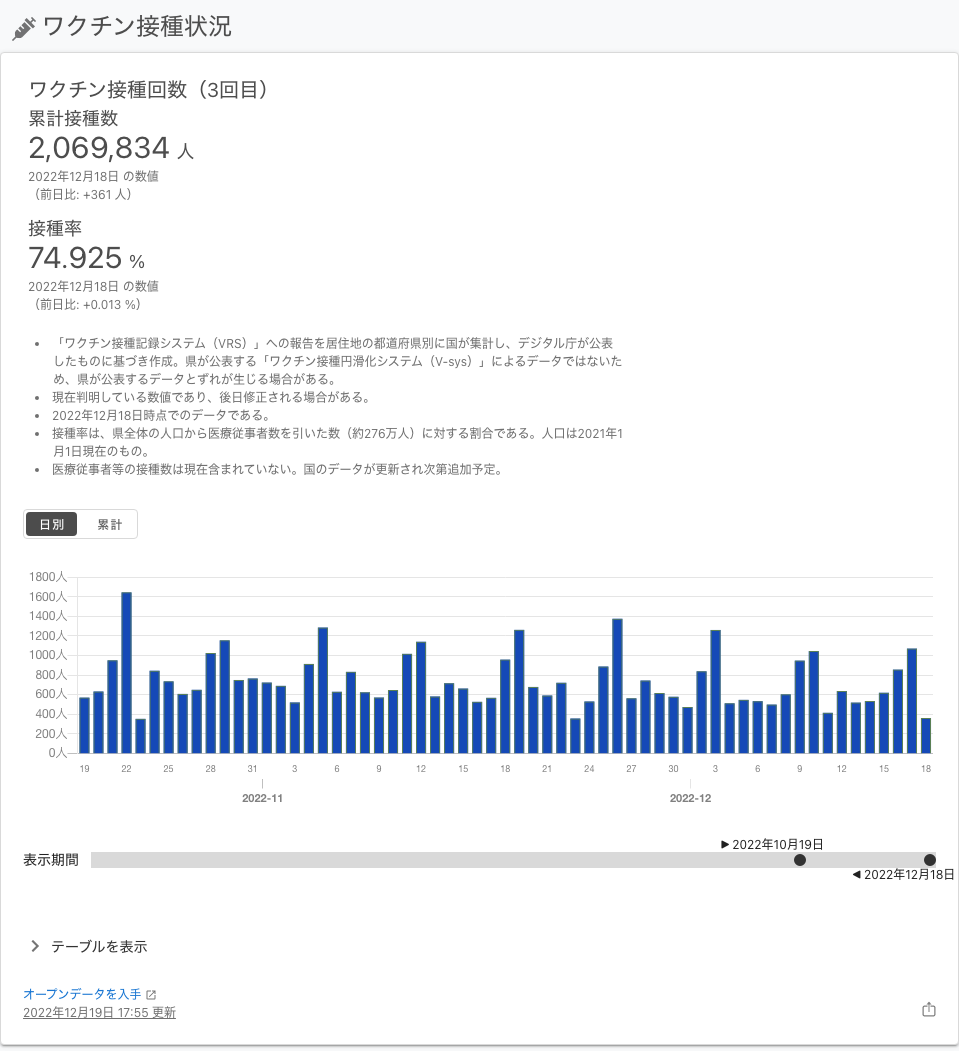 ワクチン接種状況
ワクチン接種回数（3回目）
累計接種数
2,069,834 人
2022年12月18日 の数値
（前日比: +361 人）
接種率
74.925 %
2022年12月18日 の数値
（前日比: +0.013 %）
• 「ワクチン接種記録システム（VRS）」への報告を居住地の都道府県別に国が集計し、デジタル庁が公表
したものに基づき作成。県が公表する「ワクチン接種円滑化システム（V-sys）」によるデータではないた
め、県が公表するデータとずれが生じる場合がある。
• 現在判明している数値であり、後日修正される場合がある。
• 2022年12月18日時点でのデータである。
• 接種率は、県全体の人口から医療従事者数を引いた数（約276万人）に対する割合である。人口は2021年1
月1日現在のもの。
• 医療従事者等の接種数は現在含まれていない。国のデータが更新され次第追加予定。
日別 累計
1800人
1600人
1400人
1200人
1000人
800人
600人
400人
200人
0人
19 22 25 28 31 3 6 9 12 15 18 21 24 27 30 3 6 9 12 15 18
2022-11 2022-12
▶ 2022年10月19日
表示期間
◀ 2022年12月18日
テーブルを表示
オープンデータを入手
2022年12月19日 17:55 更新